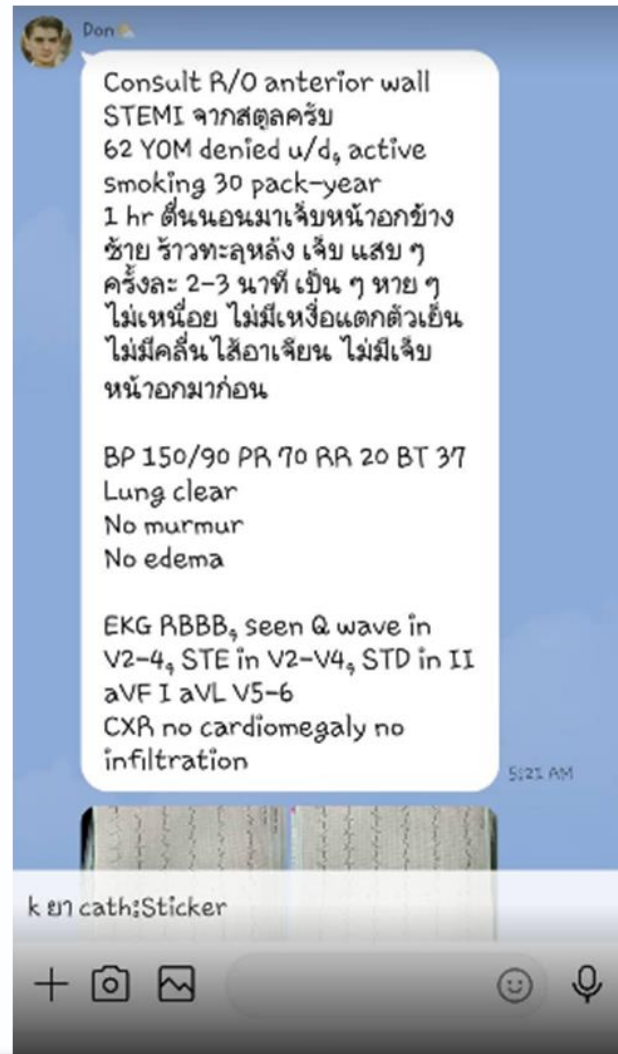 Don
Consult R/O anterior wall
STEMI จากสตูลครับ
62 YOM denied u/d, active
smoking 30 pack-year
1 hr ตื่นนอนมาเจ็บหน้าอกข้าง
ซ้าย ร้าวทะลุหลัง เจ็บ แสบ ๆ
ครั้งละ 2-3 นาที เป็น ๆ หาย ๆ
ไม่เหนื่อย ไม่มีเหงื่อแตกตัวเย็น
ไม่มีคลื่นไส้อาเจียน ไม่มีเจ็บ
หน้าอกมาก่อน
BP 150/90 PR 70 RR 20 BT 37
Lung clear
No murmur
No edema
EKG RBBB, seen Q wave in
V2-4, STE in V2-V4, STD in II
aVF I aVL V5-6
CXR no cardiomegaly no
infiltration
5:21 AM
k ยา cath:Sticker